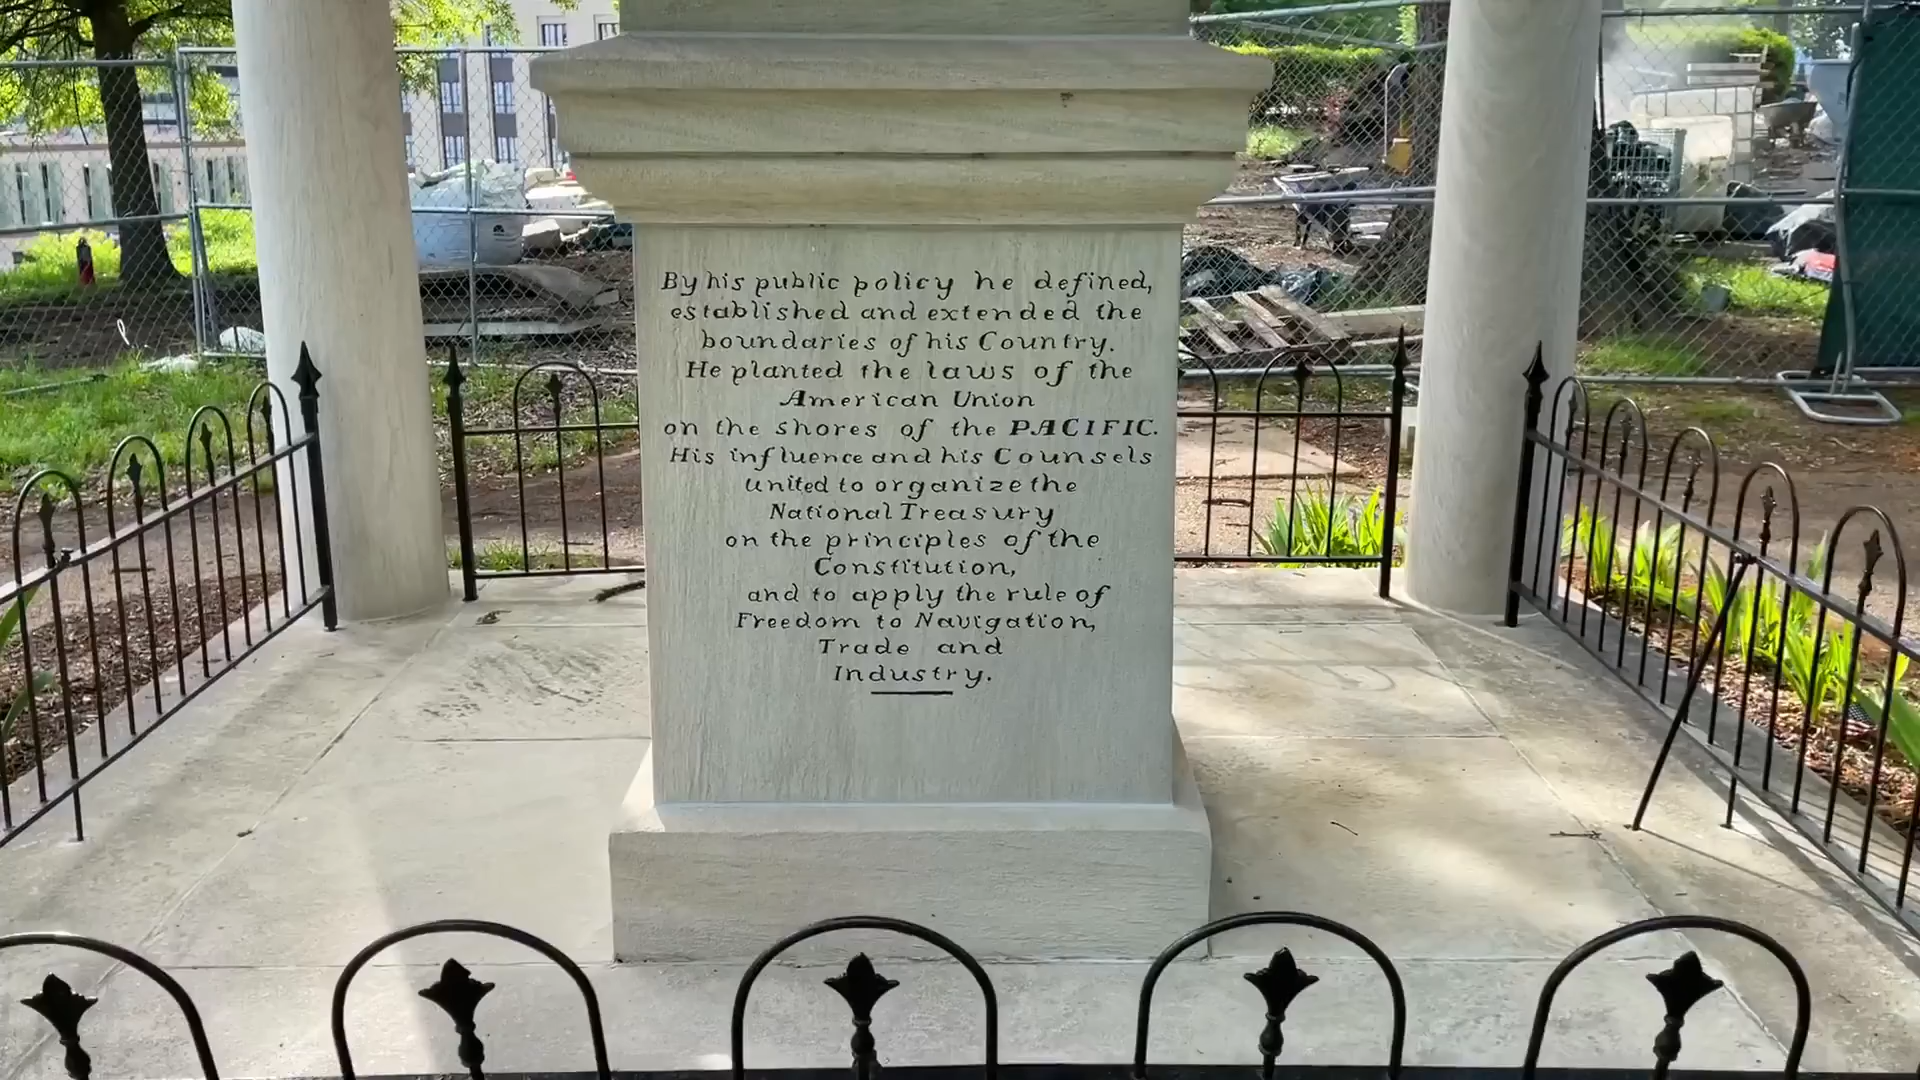 By his public policy he defined,
established and extended the
boundaries of his Country.
He planted the laws of the
American Union
on the shores of the PACIFIC.
His influence and his Counsels
united to organize the
National Treasury
on the principles of the
Constitution,
and to apply the rule of
Freedom to Navigation,
Trade and
Industry.